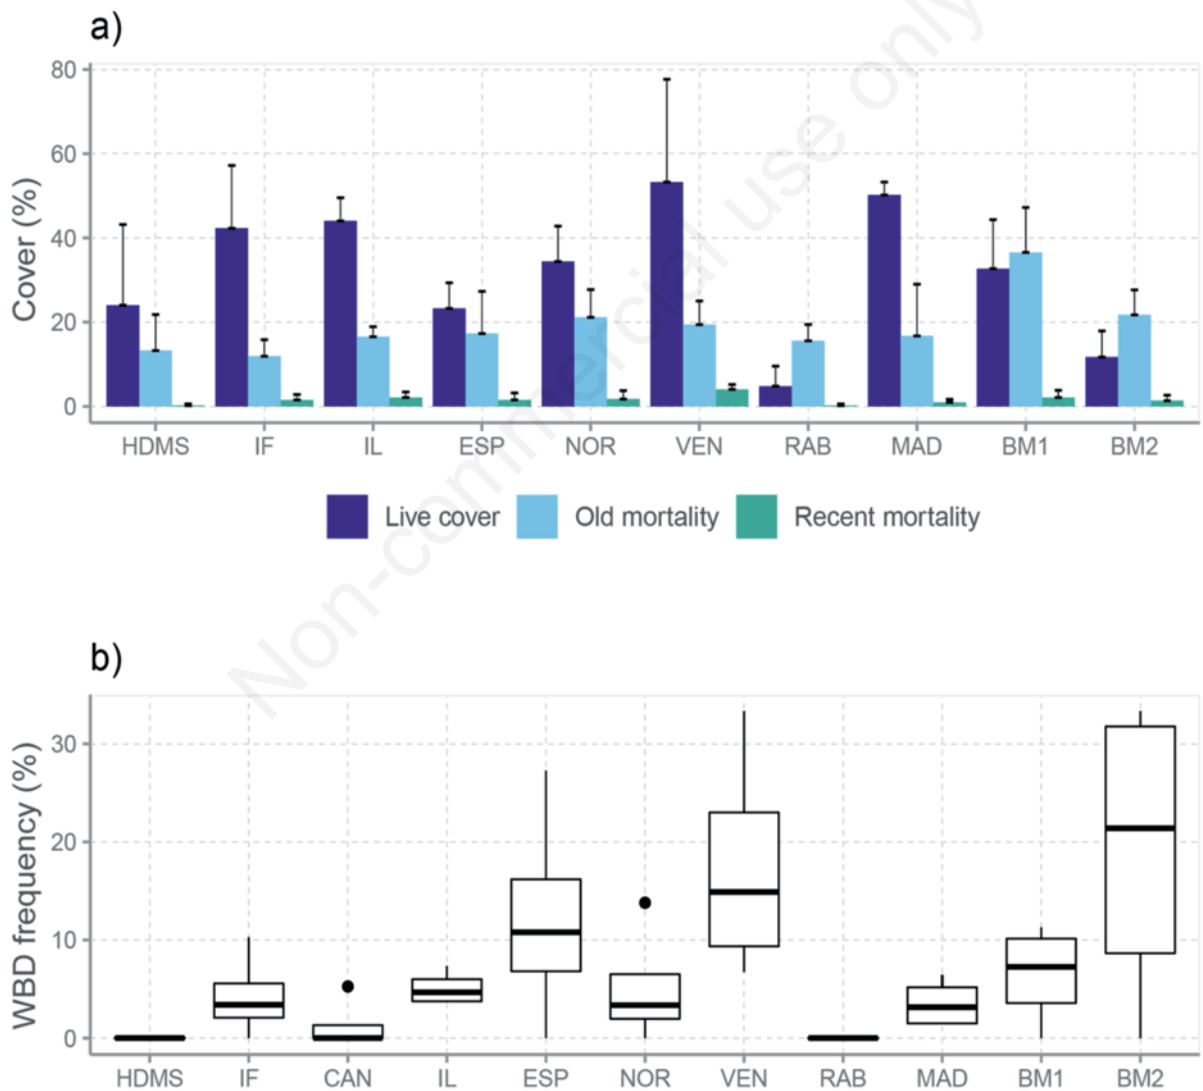 a)
80
60
40
20
0
Cover (%)
HDMS IF IL ESP NOR VEN RAB MAD BM1 BM2
Live cover Old mortality Recent mortality
Non-commercial use only
b)
30
20
10
0
WBD frequency (%)
HDMS IF CAN IL ESP NOR VEN RAB MAD BM1 BM2